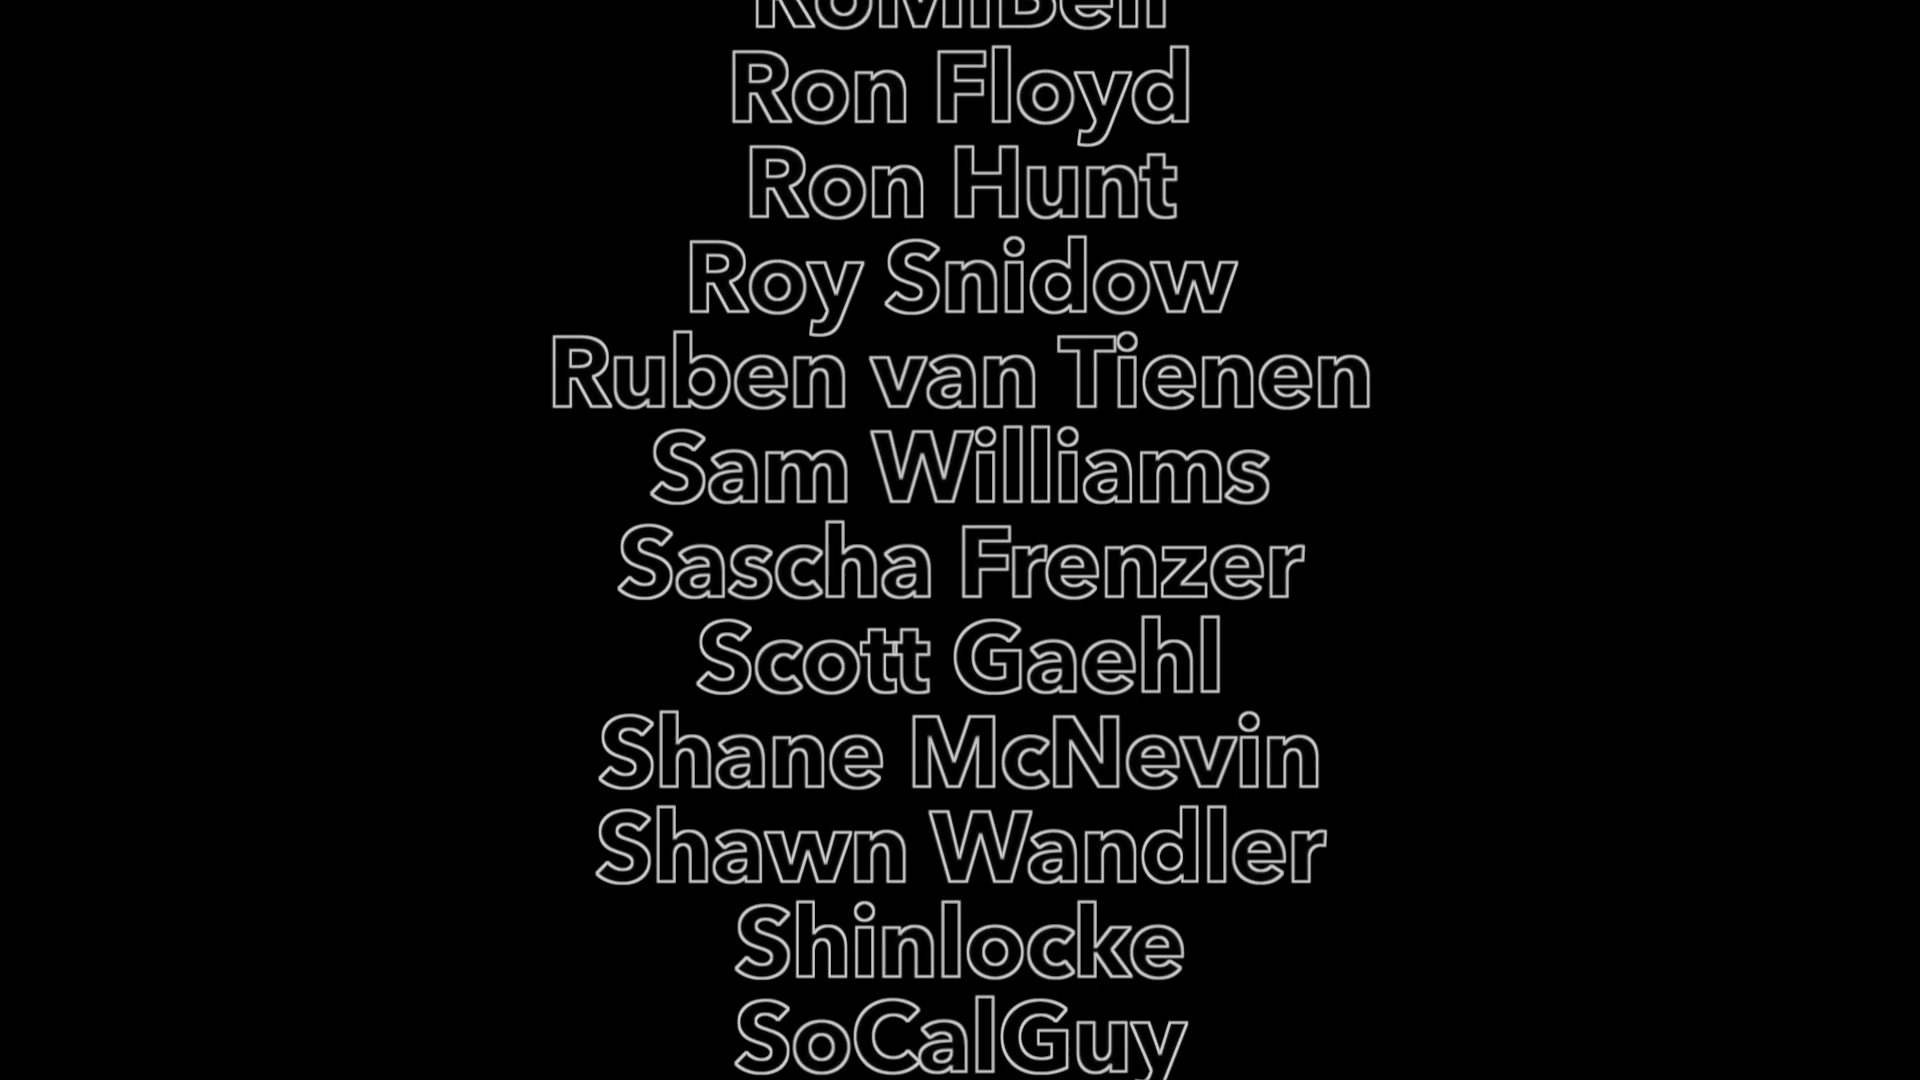 RoMiBell
Ron Floyd
Ron Hunt
Roy Snidow
Ruben van Tienen
Sam Williams
Sascha Frenzer
Scott Gaehl
Shane McNevin
Shawn Wandler
Shinlocke
SoCalGuy